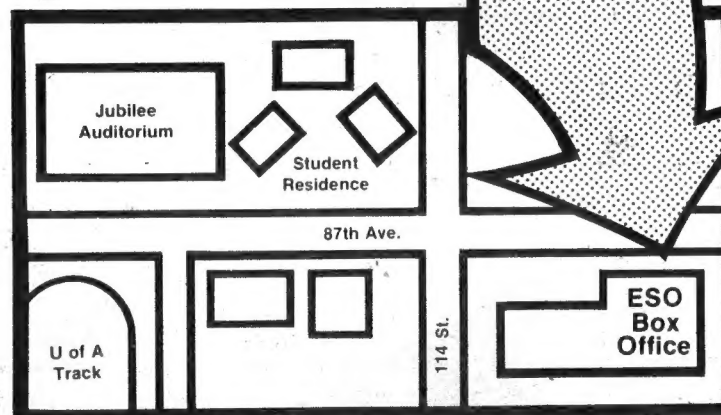 Jubilee
Auditorium
Student
Residence
87th Ave.
114 St.
U of A
Track
ESO
Box
Office